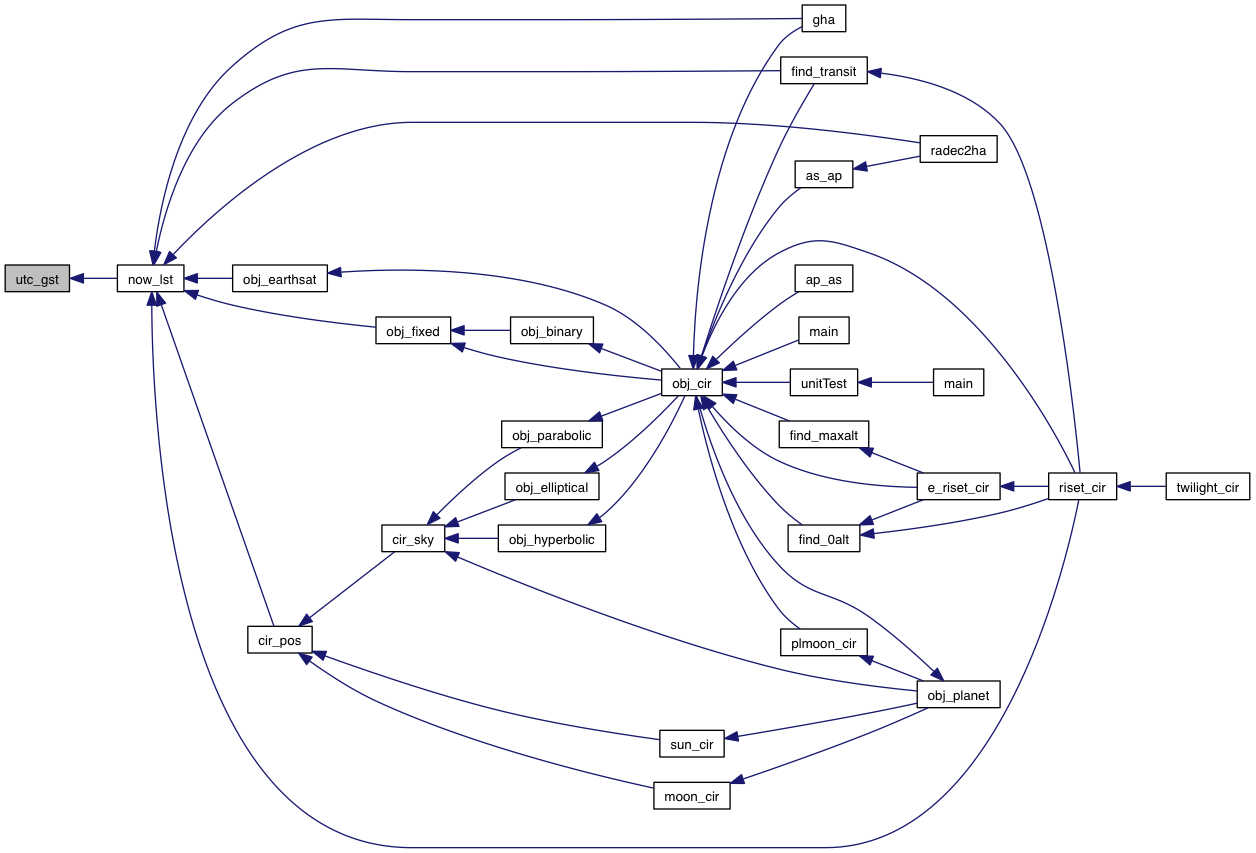 gha
find_transit
radec2ha
as_ap
utc_gst
now_lst
obj_earthsat
ap_as
obj_fixed
obj_binary
main
obj_cir
unitTest
main
obj_parabolic
find_maxalt
obj_elliptical
e_riset_cir
riset_cir
twilight_cir
cir_sky
obj_hyperbolic
find_0alt
cir_pos
plmoon_cir
obj_planet
sun_cir
moon_cir